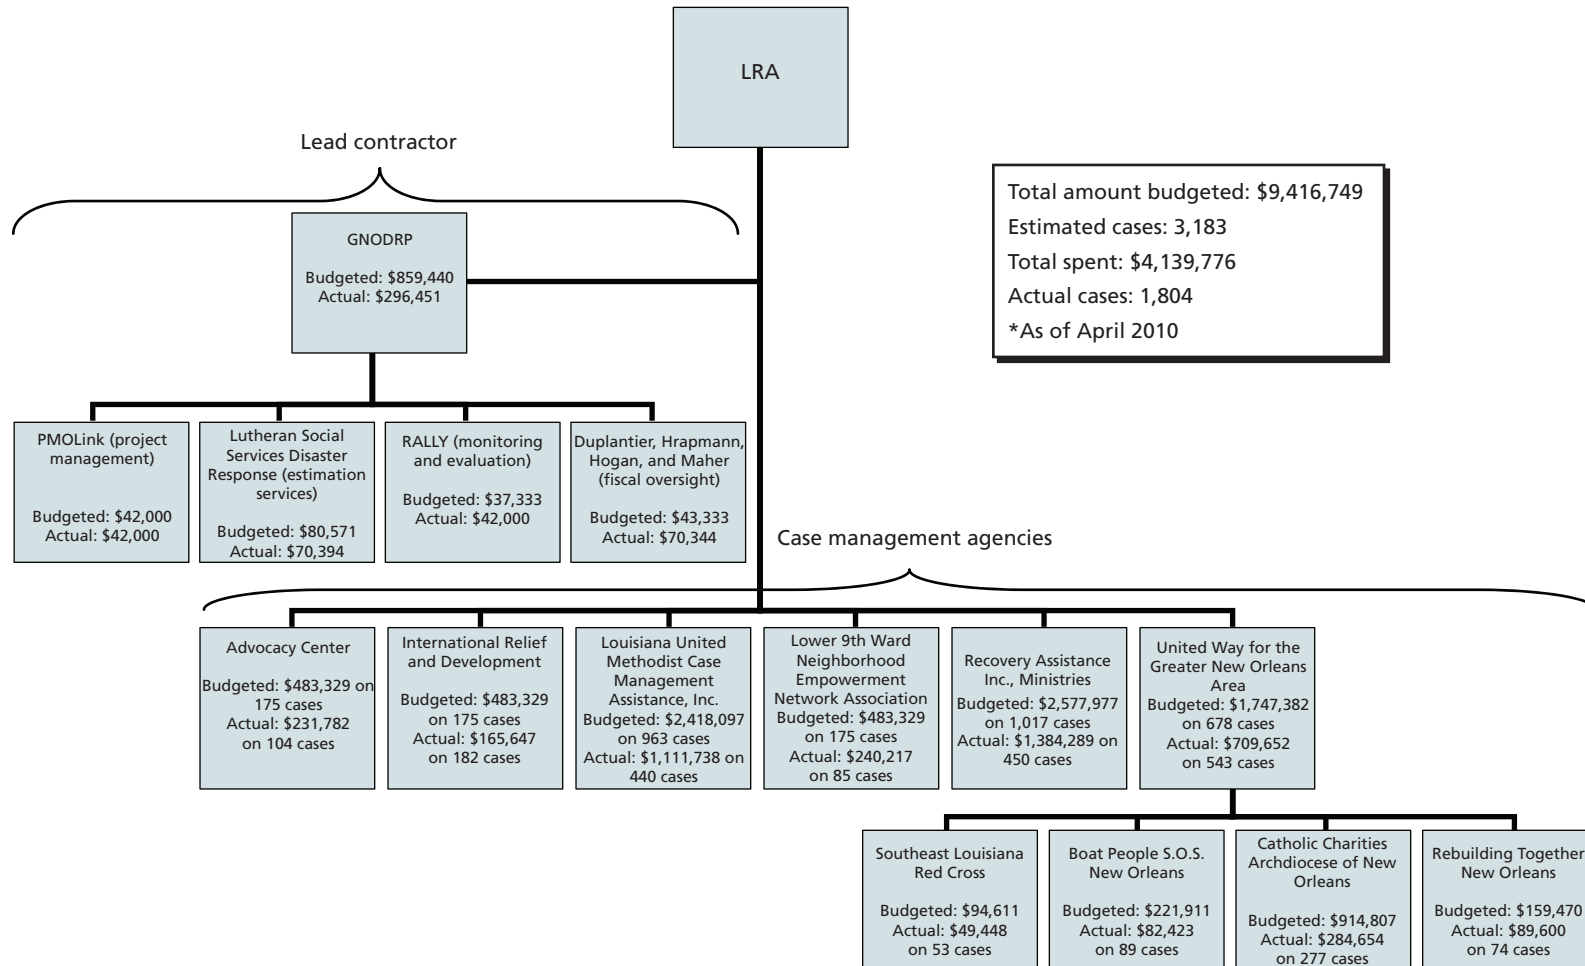 LRA
Lead contractor
Total amount budgeted: $9,416,749
Estimated cases: 3,183
Total spent: $4,139,776
Actual cases: 1,804
*As of April 2010
GNODRP
Budgeted: $859,440
Actual: $296,451
PMOLink (project
management)
Budgeted: $42,000
Actual: $42,000
Lutheran Social
Services Disaster
Response (estimation
services)
Budgeted: $80,571
Actual: $70,394
RALLY (monitoring
and evaluation)
Budgeted: $37,333
Actual: $42,000
Duplantier, Hrapmann,
Hogan, and Maher
(fiscal oversight)
Budgeted: $43,333
Actual: $70,344
Case management agencies
Advocacy Center
Budgeted: $483,329 on
175 cases
Actual: $231,782
on 104 cases
International Relief
and Development
Budgeted: $483,329
on 175 cases
Actual: $165,647
on 182 cases
Louisiana United
Methodist Case
Management
Assistance, Inc.
Budgeted: $2,418,097
on 963 cases
Actual: $1,111,738 on
440 cases
Lower 9th Ward
Neighborhood
Empowerment
Network Association
Budgeted: $483,329
on 175 cases
Actual: $240,217
on 85 cases
Recovery Assistance
Inc., Ministries
Budgeted: $2,577,977
on 1,017 cases
Actual: $1,384,289 on
450 cases
United Way for the
Greater New Orleans
Area
Budgeted: $1,747,382
on 678 cases
Actual: $709,652
on 543 cases
Southeast Louisiana
Red Cross
Budgeted: $94,611
Actual: $49,448
on 53 cases
Boat People S.O.S.
New Orleans
Budgeted: $221,911
Actual: $82,423
on 89 cases
Catholic Charities
Archdiocese of New
Orleans
Budgeted: $914,807
Actual: $284,654
on 277 cases
Rebuilding Together
New Orleans
Budgeted: $159,470
Actual: $89,600
on 74 cases